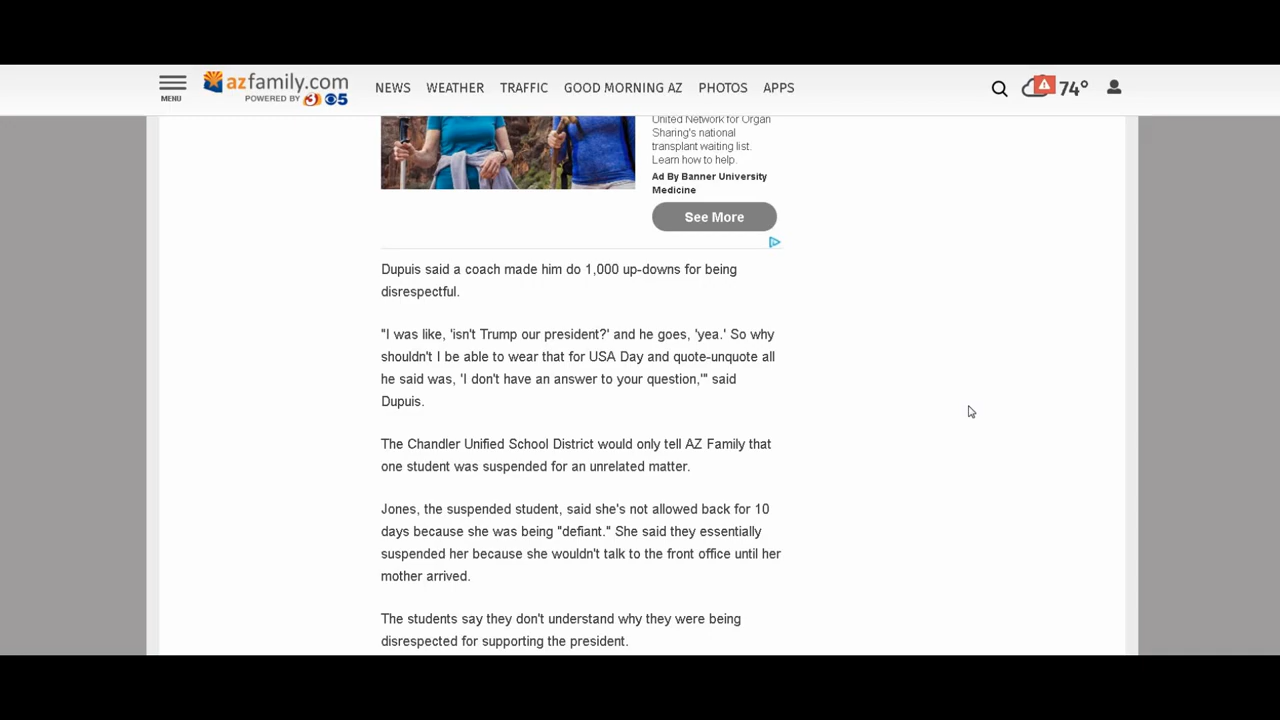 MENU
azfamily.com
POWERED BY 3 5
NEWS WEATHER TRAFFIC GOOD MORNING AZ PHOTOS APPS
74°
United Network for Organ
Sharing's national
transplant waiting list.
Learn how to help.
Ad By Banner University
Medicine
See More
Dupuis said a coach made him do 1,000 up-downs for being
disrespectful.
"I was like, 'isn't Trump our president?' and he goes, 'yea.' So why
shouldn't I be able to wear that for USA Day and quote-unquote all
he said was, 'I don't have an answer to your question,'" said
Dupuis.
The Chandler Unified School District would only tell AZ Family that
one student was suspended for an unrelated matter.
Jones, the suspended student, said she's not allowed back for 10
days because she was being "defiant." She said they essentially
suspended her because she wouldn't talk to the front office until her
mother arrived.
The students say they don't understand why they were being
disrespected for supporting the president.